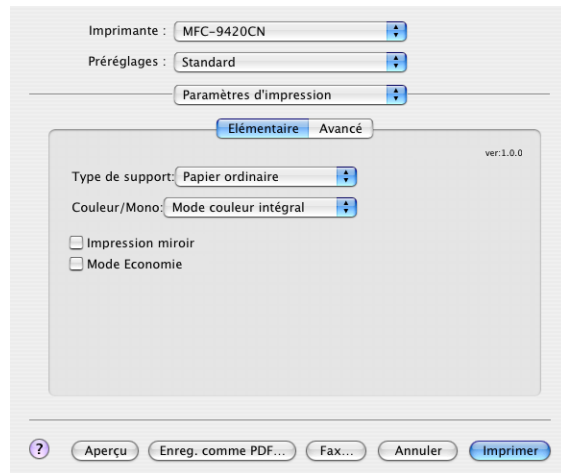 Imprimante : MFC-9420CN
Préréglages : Standard
Paramètres d'impression
Elémentaire Avancé
ver:1.0.0
Type de support: Papier ordinaire
Couleur/Mono: Mode couleur intégral
Impression miroir
Mode Economie
? Aperçu Enreg. comme PDF... Fax... Annuler Imprimer